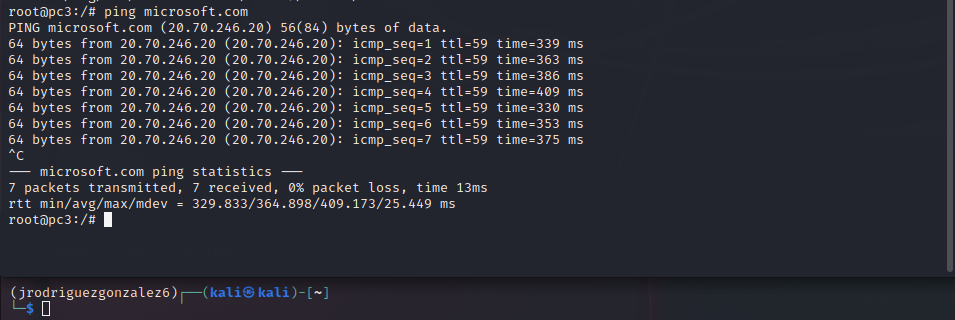 root@pc3:/# ping microsoft.com
PING microsoft.com (20.70.246.20) 56(84) bytes of data.
64 bytes from 20.70.246.20 (20.70.246.20): icmp_seq=1 ttl=59 time=339 ms
64 bytes from 20.70.246.20 (20.70.246.20): icmp_seq=2 ttl=59 time=363 ms
64 bytes from 20.70.246.20 (20.70.246.20): icmp_seq=3 ttl=59 time=386 ms
64 bytes from 20.70.246.20 (20.70.246.20): icmp_seq=4 ttl=59 time=409 ms
64 bytes from 20.70.246.20 (20.70.246.20): icmp_seq=5 ttl=59 time=330 ms
64 bytes from 20.70.246.20 (20.70.246.20): icmp_seq=6 ttl=59 time=353 ms
64 bytes from 20.70.246.20 (20.70.246.20): icmp_seq=7 ttl=59 time=375 ms
^C
--- microsoft.com ping statistics ---
7 packets transmitted, 7 received, 0% packet loss, time 13ms
rtt min/avg/max/mdev = 329.833/364.898/409.173/25.449 ms
root@pc3:/#
(jrodriguezgonzalez6)┌──(kali㉿kali)-[~]
└─$